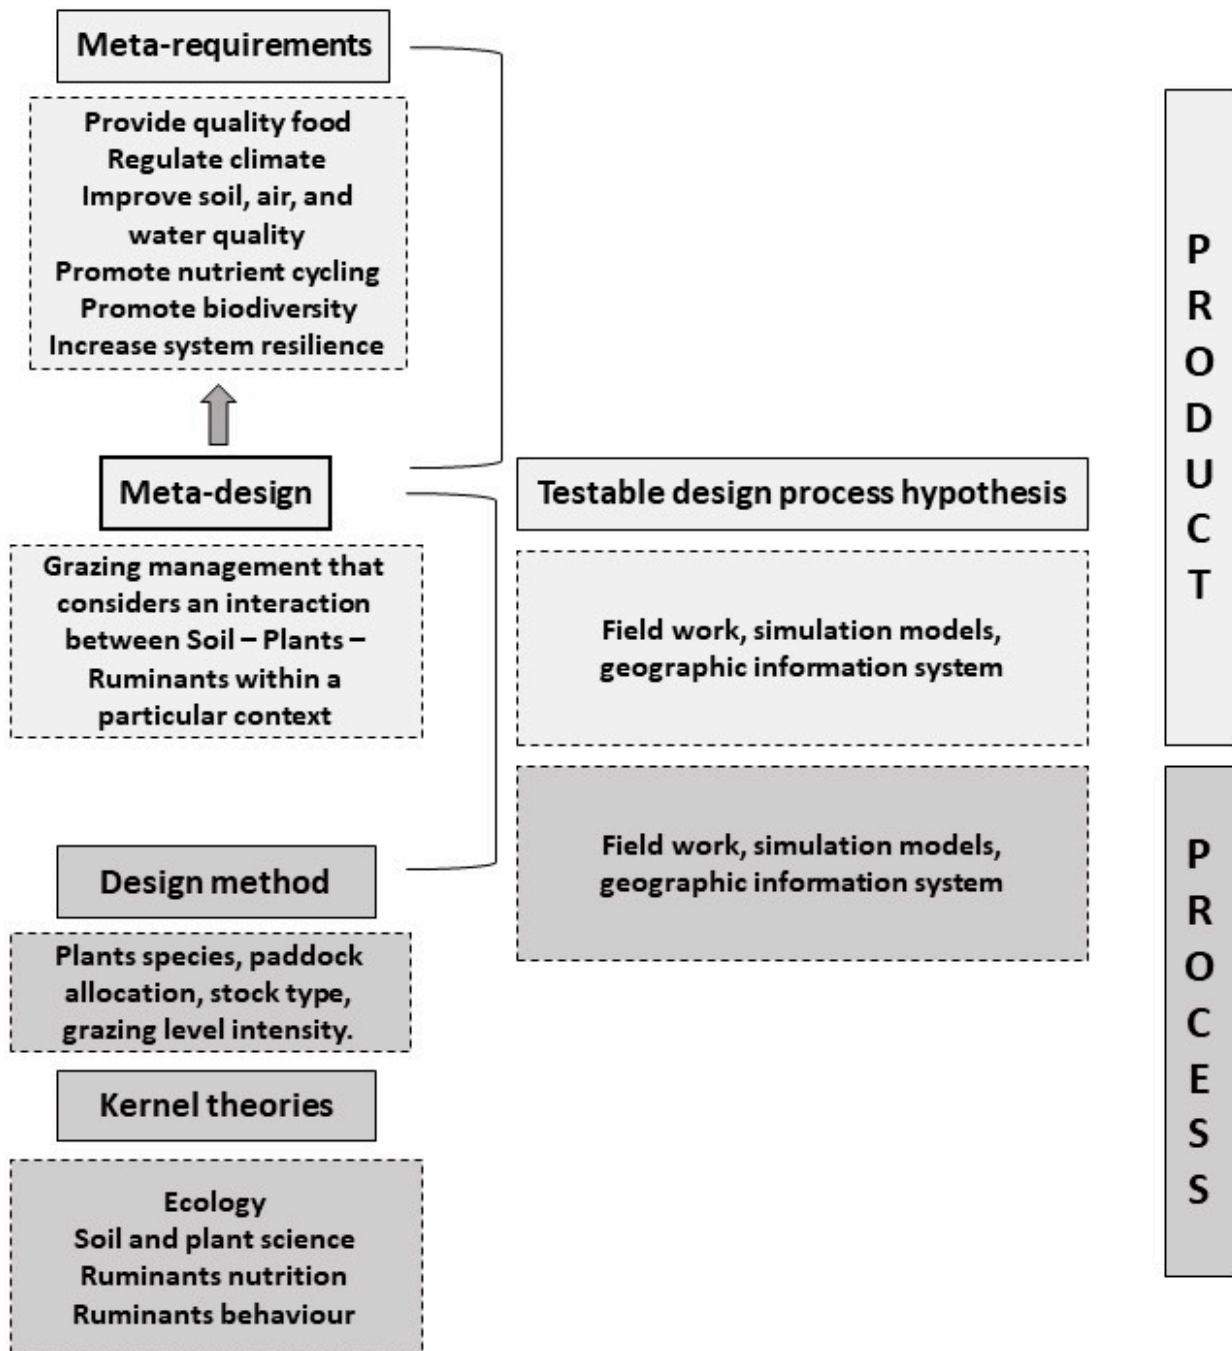 Meta-requirements
Provide quality food
Regulate climate
Improve soil, air, and
water quality
Promote nutrient cycling
Promote biodiversity
Increase system resilience
Meta-design
Grazing management that
considers an interaction
between Soil – Plants –
Ruminants within a
particular context
Testable design process hypothesis
Field work, simulation models,
geographic information system
Field work, simulation models,
geographic information system
Design method
Plants species, paddock
allocation, stock type,
grazing level intensity.
Kernel theories
Ecology
Soil and plant science
Ruminants nutrition
Ruminants behaviour
PRODUCT
PROCESS